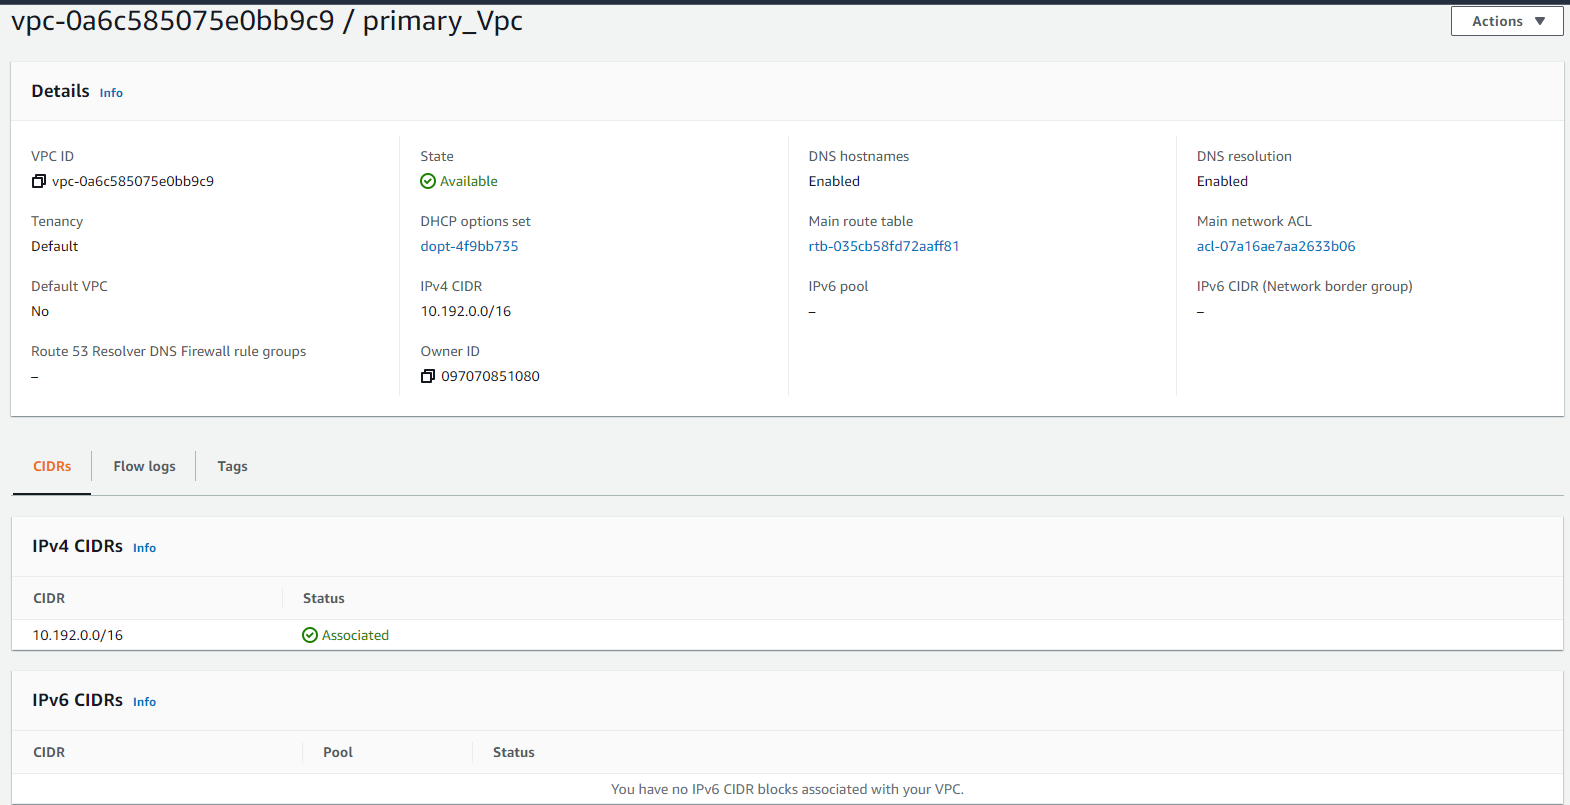 vpc-0a6c585075e0bb9c9 / primary_Vpc
Actions
Details Info
VPC ID
vpc-0a6c585075e0bb9c9
State
Available
DNS hostnames
Enabled
DNS resolution
Enabled
Tenancy
Default
DHCP options set
dopt-4f9bb735
Main route table
rtb-035cb58fd72aaff81
Main network ACL
acl-07a16ae7aa2633b06
Default VPC
No
IPv4 CIDR
10.192.0.0/16
IPv6 pool
–
IPv6 CIDR (Network border group)
–
Route 53 Resolver DNS Firewall rule groups
–
Owner ID
097070851080
CIDRs
Flow logs
Tags
IPv4 CIDRs Info
CIDR
Status
10.192.0.0/16
Associated
IPv6 CIDRs Info
CIDR
Pool
Status
You have no IPv6 CIDR blocks associated with your VPC.